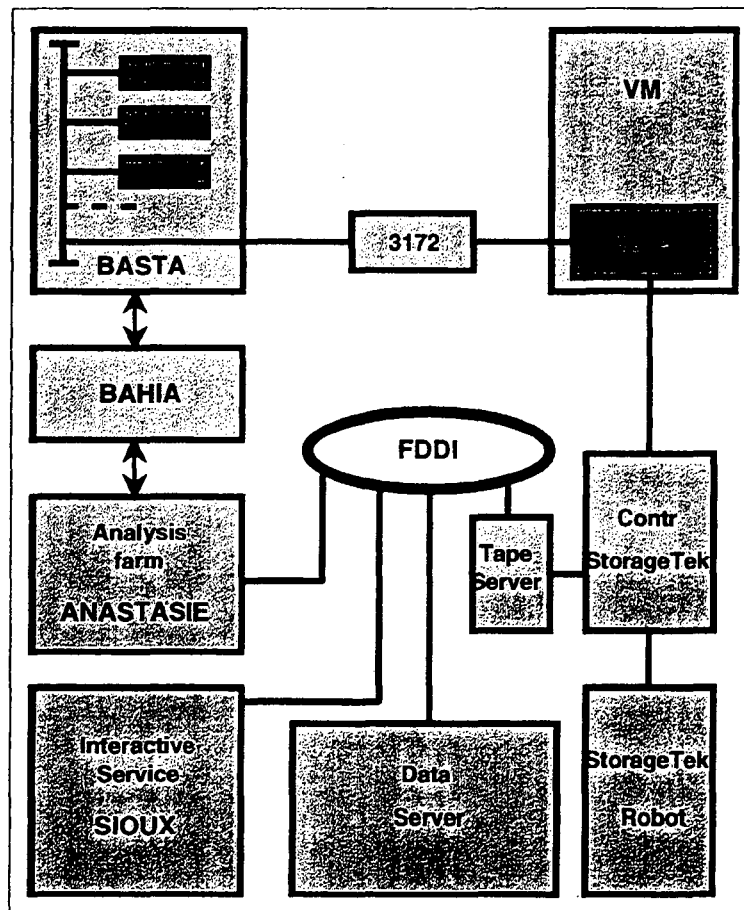 VM
3172
BASTA
BAHIA
FDDI
Analysis
farm
ANASTASIE
Tape
Server
Contr
StorageTek
Interactive
Service
SIOUX
Data
Server
StorageTek
Robot